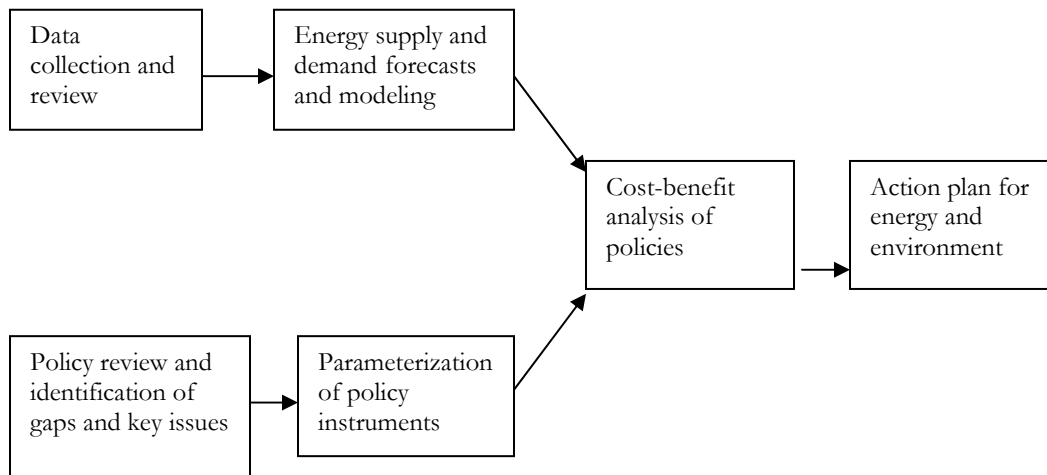 Data
collection and
review
Energy supply and
demand forecasts
and modeling
Cost-benefit
analysis of
policies
Action plan for
energy and
environment
Policy review and
identification of
gaps and key issues
Parameterization
of policy
instruments